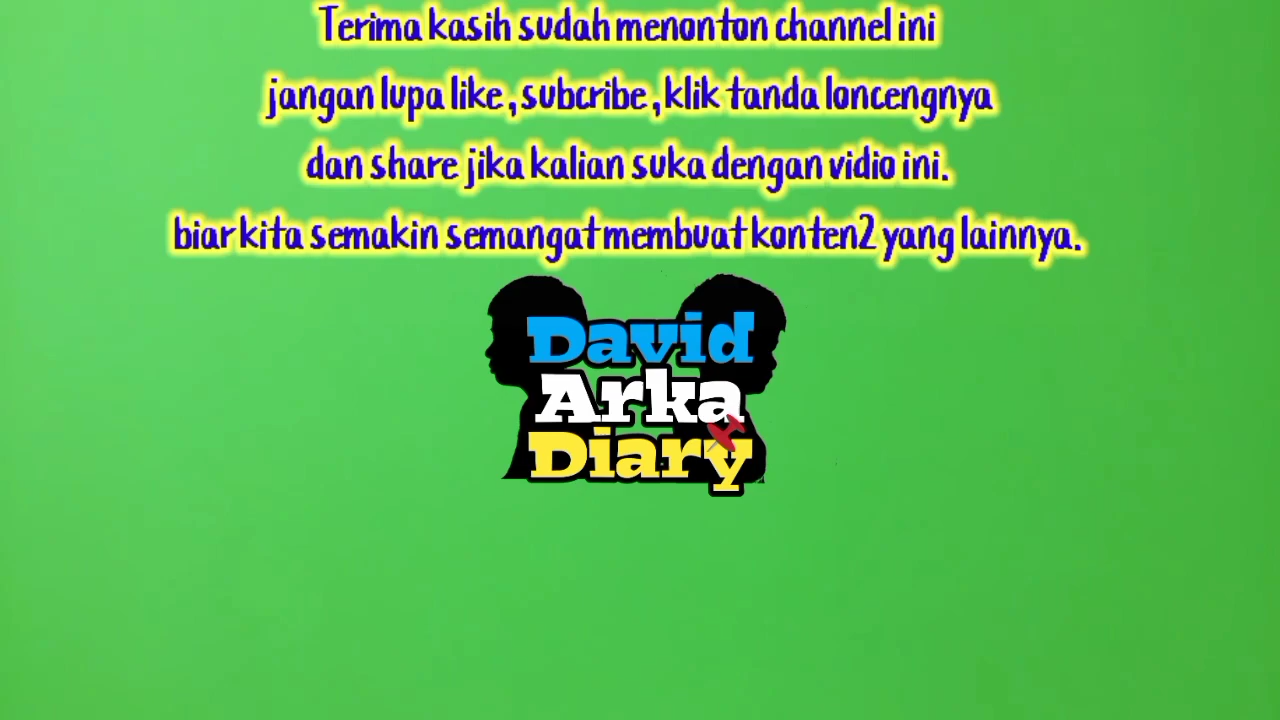 Terima kasih sudah menonton channel ini
jangan lupa like, subcribe, klik tanda loncengnya
dan share jika kalian suka dengan vidio ini.
biar kita semakin semangat membuat konten2 yang lainnya.
David
Arka
Diary